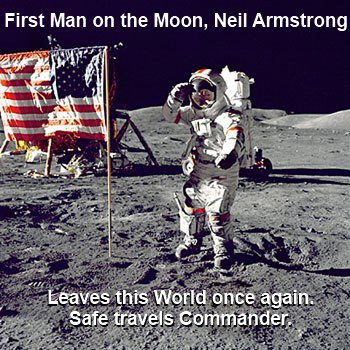 First Man on the Moon, Neil Armstrong
Leaves this World once again.
Safe travels Commander.